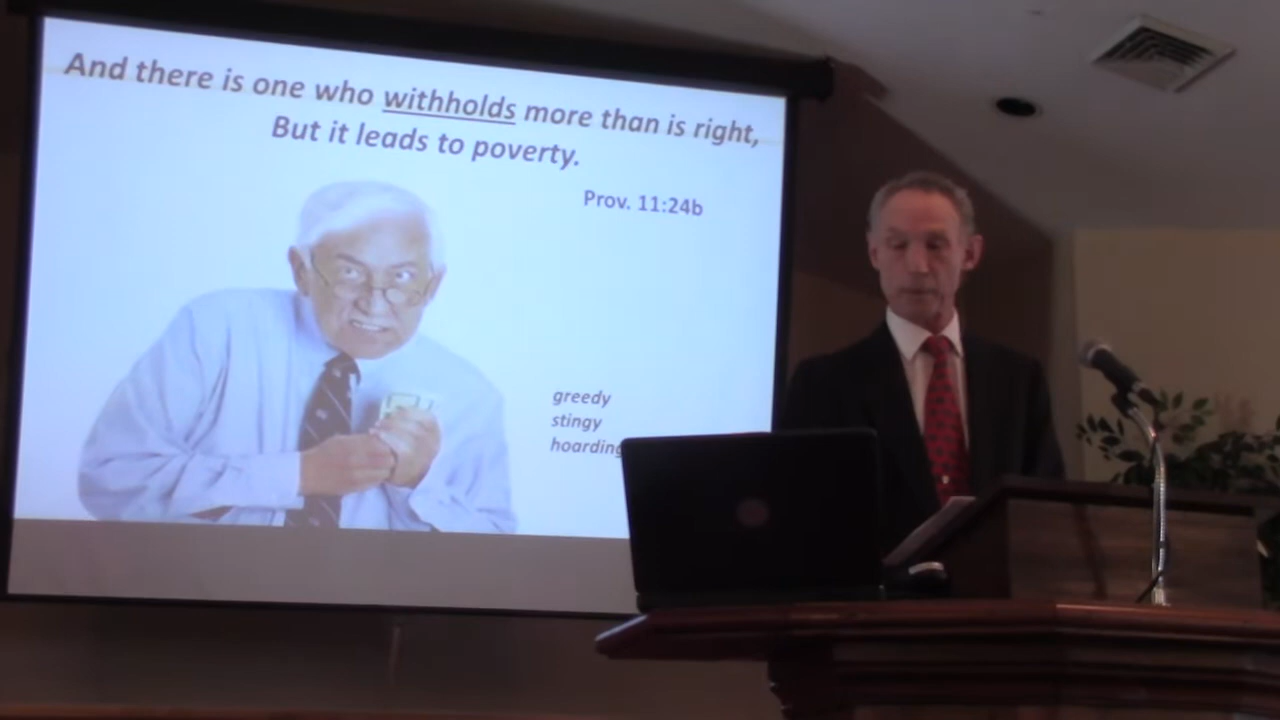 And there is one who withholds more than is right,
But it leads to poverty.
Prov. 11:24b
greedy
stingy
hoarding